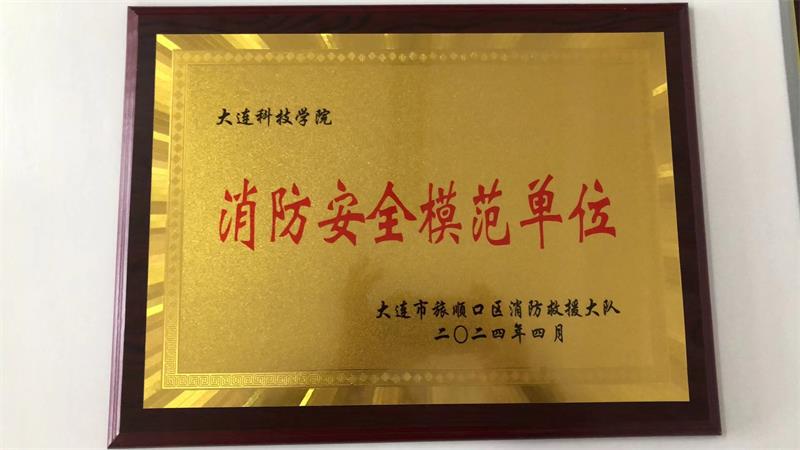 大连科技学院
消防安全模范单位
大连市旅顺口区消防救援大队
二〇二四年四月